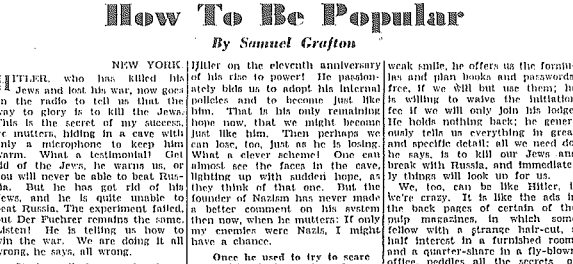 How To Be Popular
By Samuel Grafton
NEW YORK
HITLER, who has killed his
Jews and lost his war, now goes
on the radio to tell us that the
way to glory is to kill the Jews.
This is the secret of my success,
he mutters, hiding in a cave with
only a microphone to keep him
warm. What a testimonial! Get
rid of the Jews, he warns us, or
you will never be able to beat Rus-
sia. But he has got rid of his
Jews, and he is quite unable to
beat Russia. The experiment failed,
but Der Fuehrer remains the same.
Listen! He is telling us how to
win the war. We are doing it all
wrong, he says, all wrong.
Hitler on the eleventh anniversary
of his rise to power! He passion-
ately bids us to adopt his internal
policies and to become just like
him. That is his only remaining
hope now, that we might become
just like him. Then perhaps we
can lose, too, just as he is losing.
What a clever scheme! One can
almost see the faces in the cave,
lighting up with sudden hope, as
they think of that one. But the
founder of Nazism has never made
a better comment on his system
then now, when he mutters: If only
my enemies were Nazis, I might
have a chance.
Once he used to try to scare
weak smile, he offers us the formu-
las and plan books and passwords
free, if we will but use them; he
is willing to waive the initiation
fee if we will only join his lodge.
He holds nothing back; he gener-
ously tells us everything in great
and specific detail; all we need do,
he says, is to kill our Jews and
break with Russia, and immediate-
ly things will look up for us.
We, too, can be like Hitler, if
we're crazy. It is like the ads in
the back pages of certain of the
pulp magazines, in which some
fellow with a strange hair-cut, a
half interest in a furnished room
and a quarter-share in a fly-blown
office, peddles all the secrets of